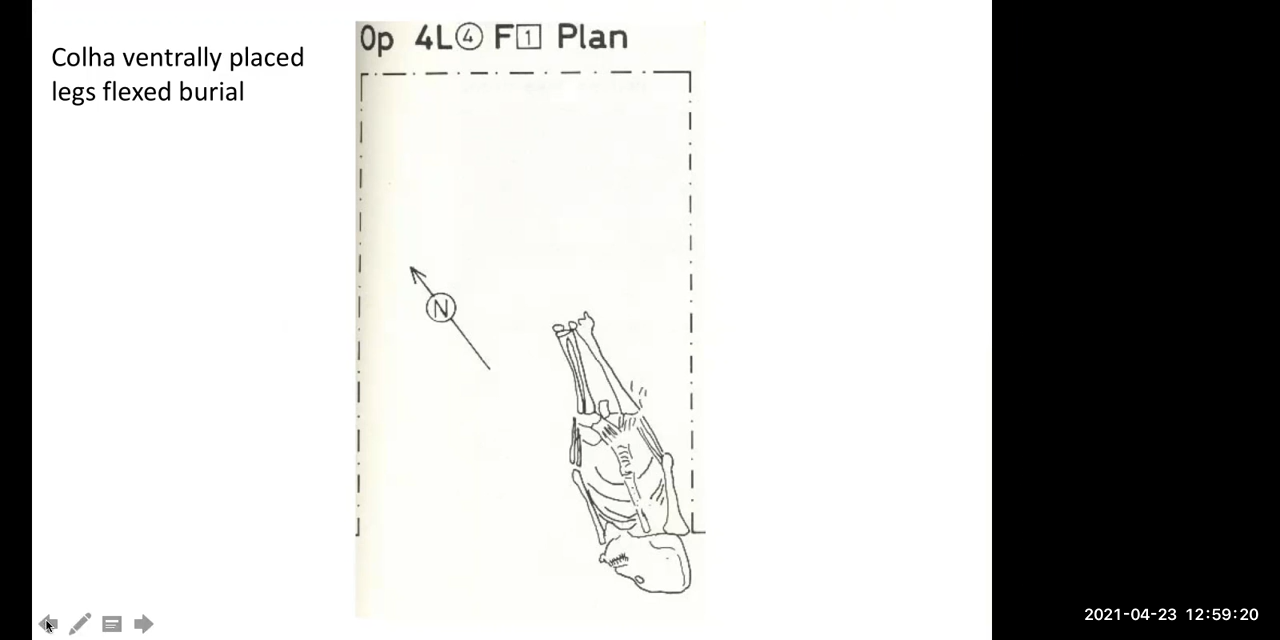 Colha ventrally placed
legs flexed burial
Op 4L④ F1 Plan
N
2021-04-23 12:59:20